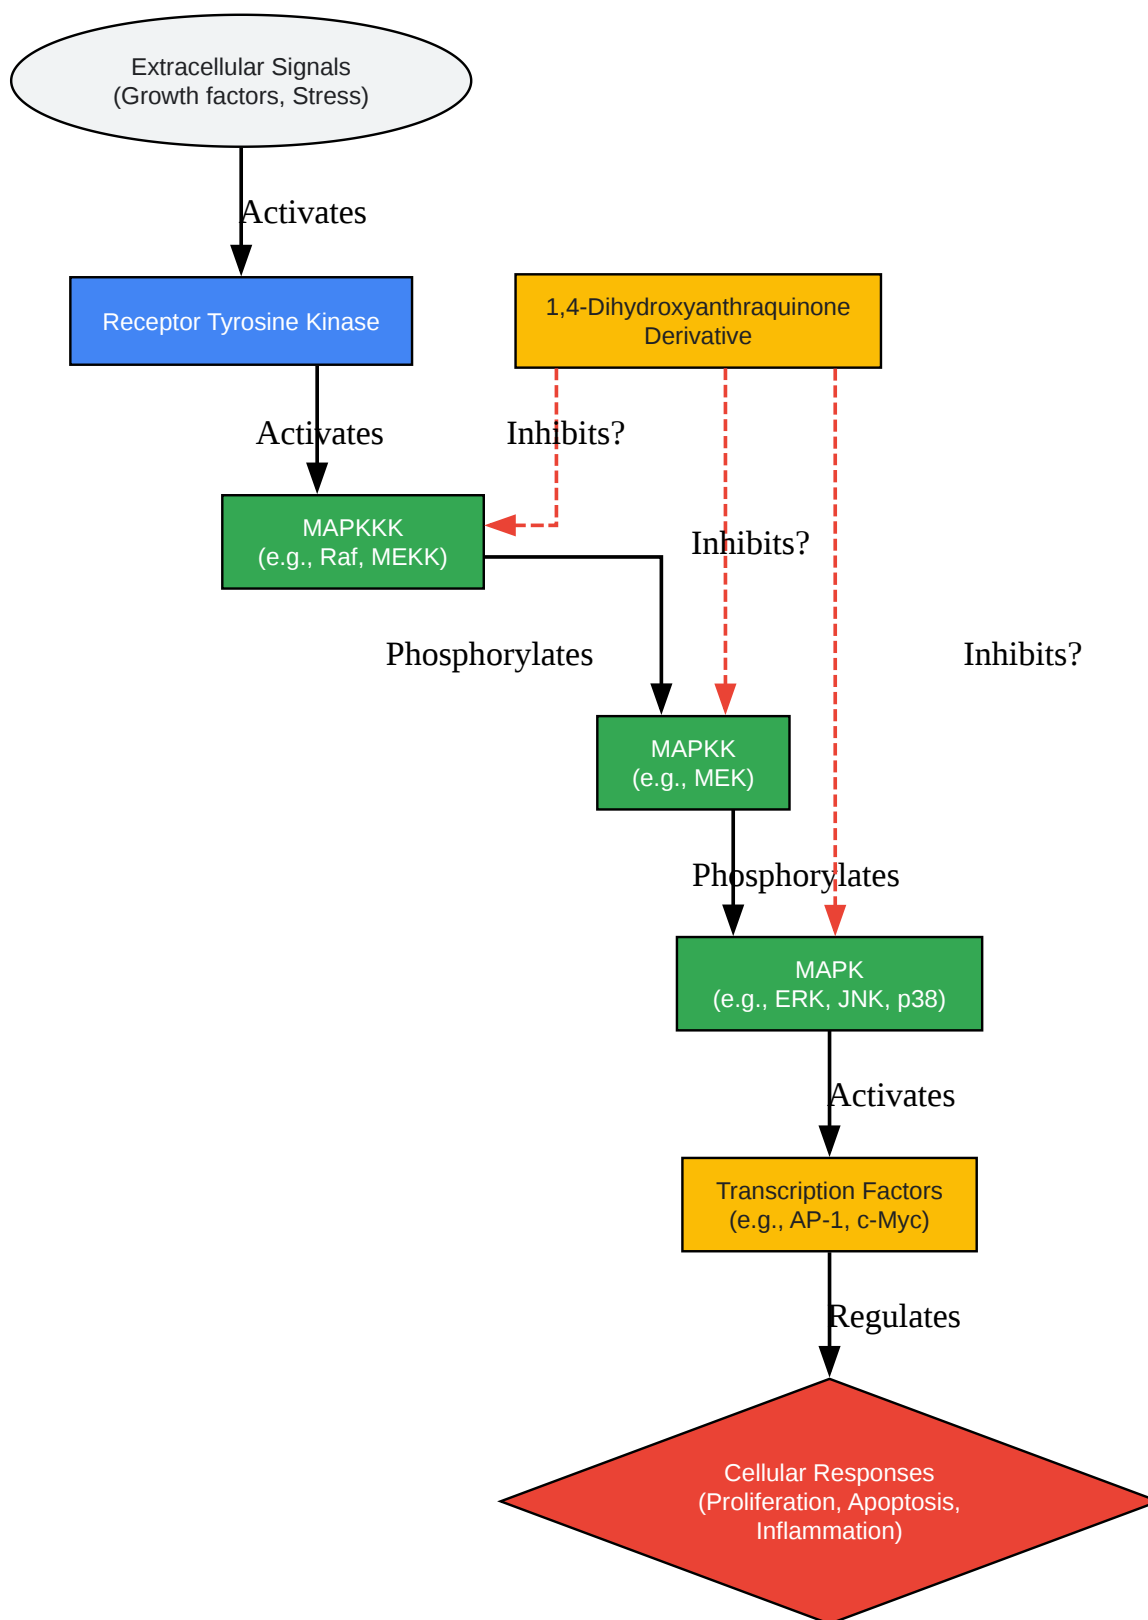 Extracellular Signals
(Growth factors, Stress)
Activates
Receptor Tyrosine Kinase
1,4-Dihydroxyanthraquinone
Derivative
Activates
Inhibits?
MAPKKK
(e.g., Raf, MEKK)
Inhibits?
Phosphorylates
Inhibits?
MAPKK
(e.g., MEK)
Phosphorylates
MAPK
(e.g., ERK, JNK, p38)
Activates
Transcription Factors
(e.g., AP-1, c-Myc)
Regulates
Cellular Responses
(Proliferation, Apoptosis,
Inflammation)